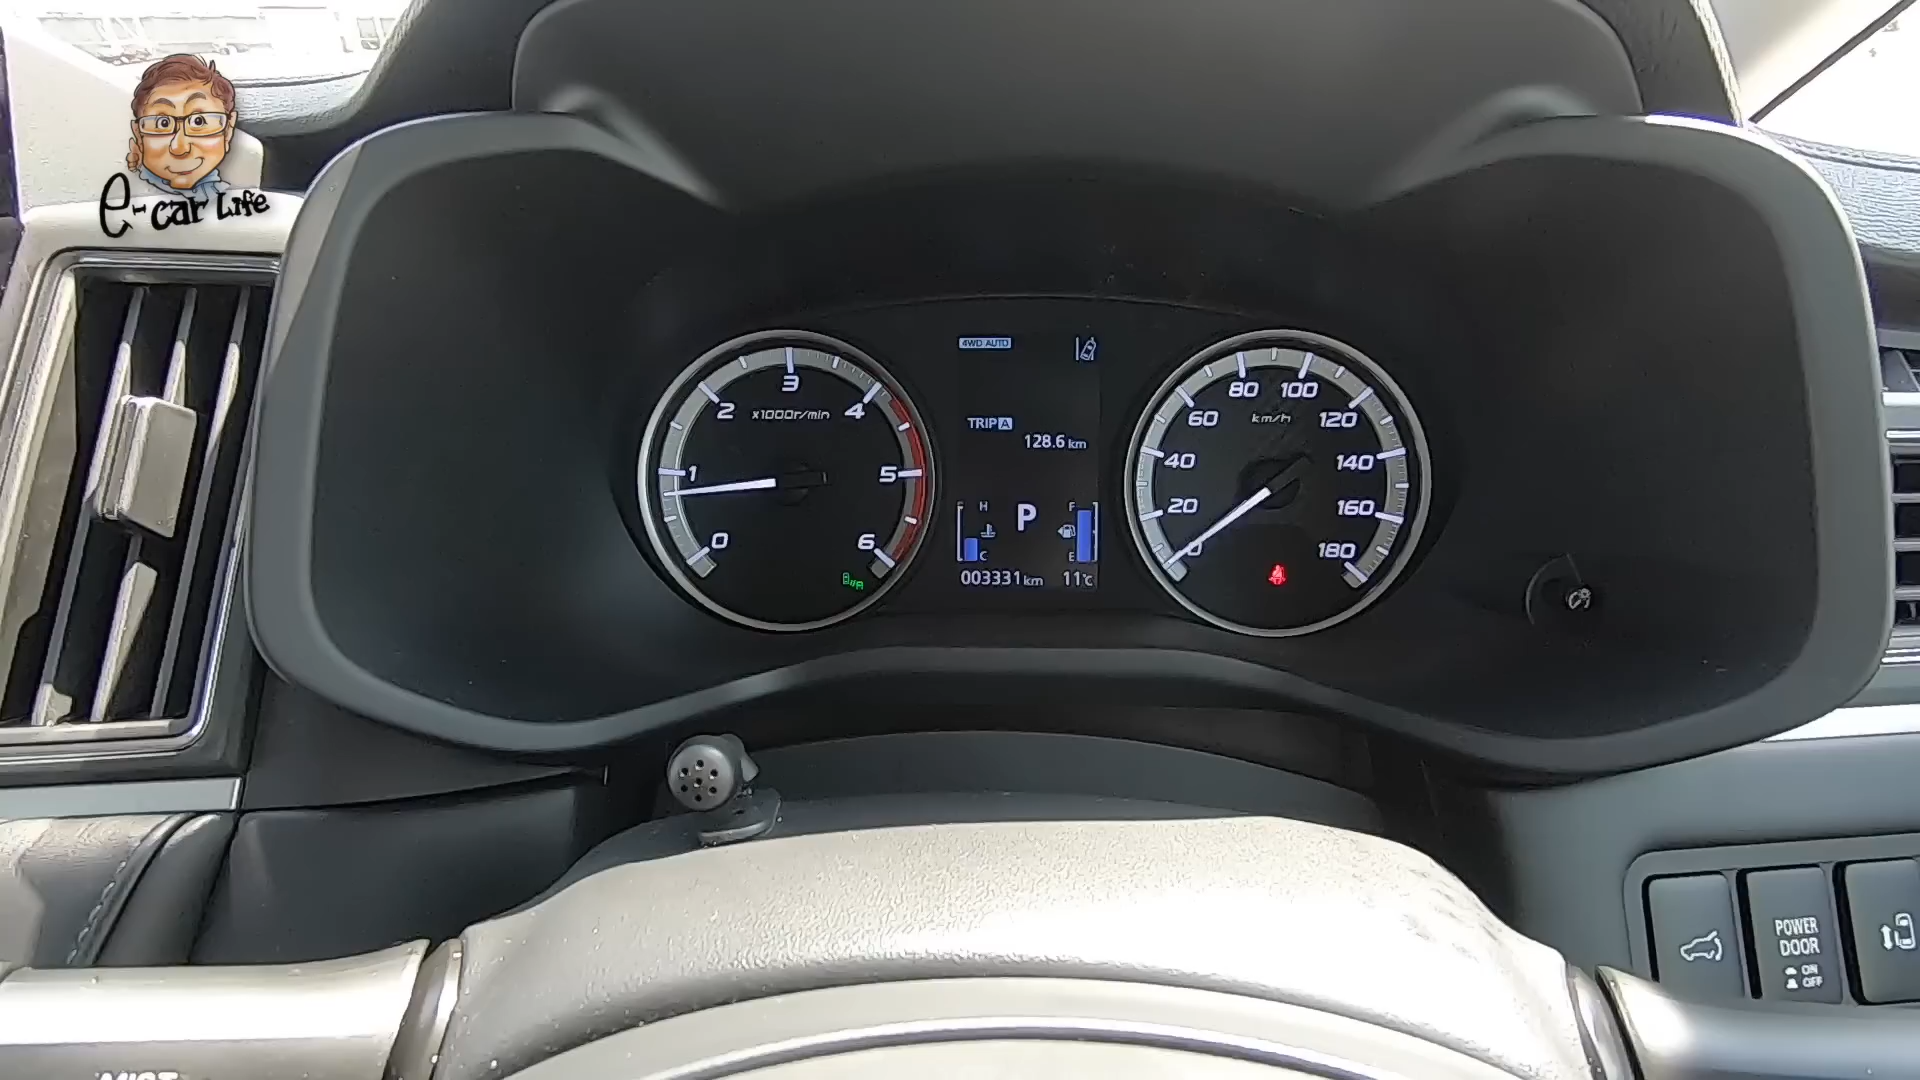 e-car Life
4WD AUTO
3
2
x1000r/min
4
1
5
0
6
TRIP A
128.6 km
H
F
P
C
E
003331 km 11℃
80
100
60
km/h
120
40
140
20
160
0
180
POWER
DOOR
ON
OFF